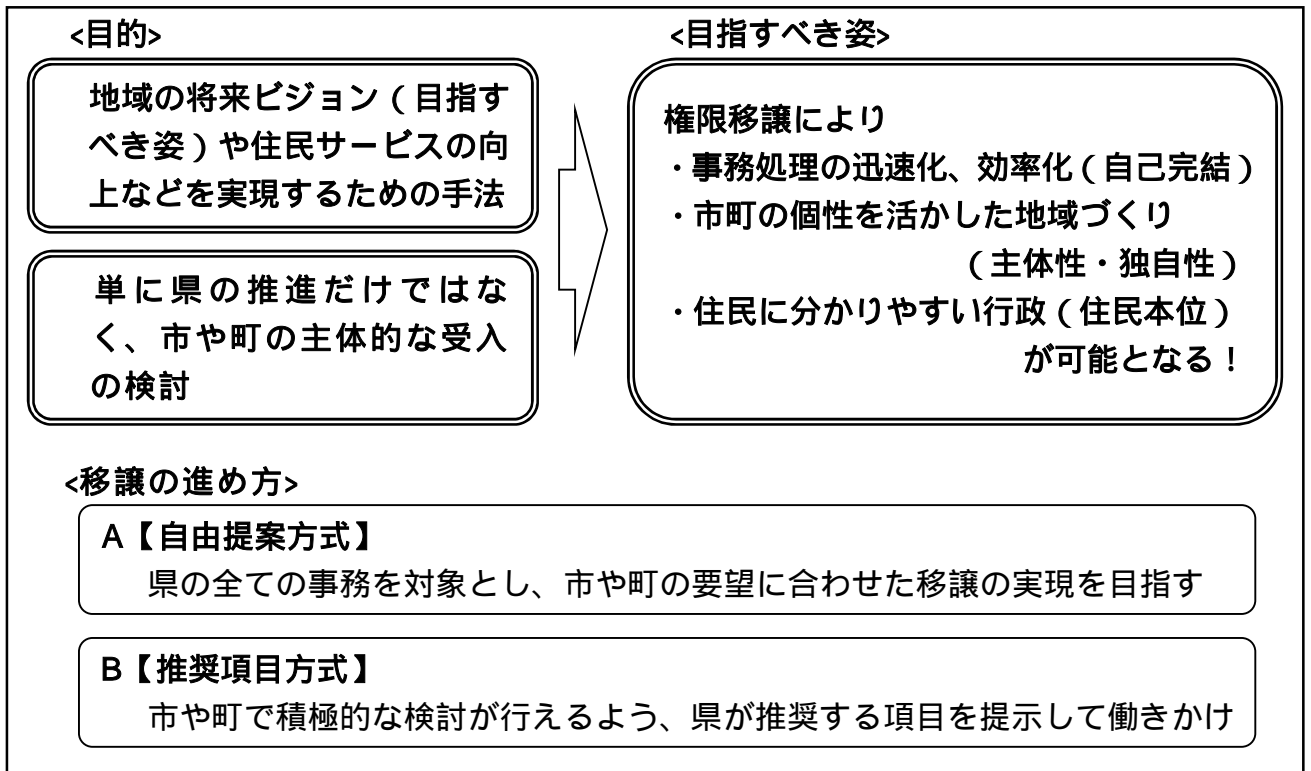 <目的>
地域の将来ビジョン（目指す
べき姿）や住民サービスの向
上などを実現するための手法
単に県の推進だけではな
く、市や町の主体的な受入
の検討
<目指すべき姿>
権限移譲により
・事務処理の迅速化、効率化（自己完結）
・市町の個性を活かした地域づくり
（主体性・独自性）
・住民に分かりやすい行政（住民本位）
が可能となる！
<移譲の進め方>
A【自由提案方式】
県の全ての事務を対象とし、市や町の要望に合わせた移譲の実現を目指す
B【推奨項目方式】
市や町で積極的な検討が行えるよう、県が推奨する項目を提示して働きかけ